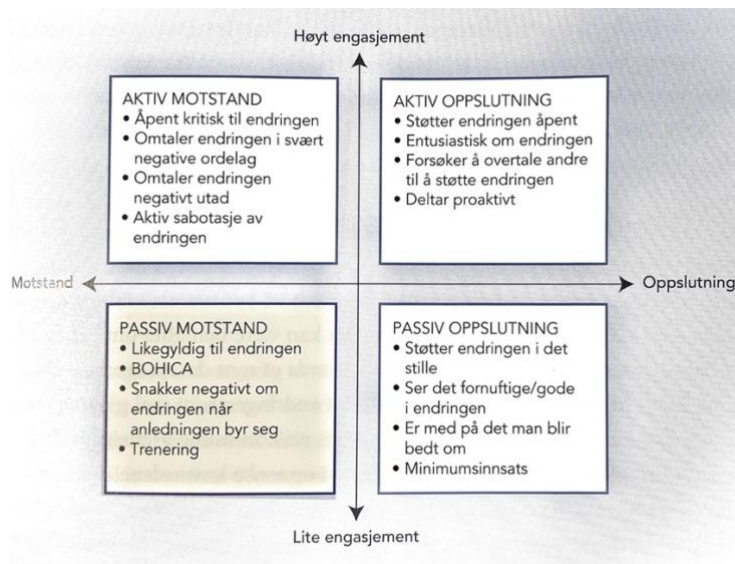 Høyt engasjement
AKTIV MOTSTAND
• Åpent kritisk til endringen
• Omtaler endringen i svært
negative ordelag
• Omtaler endringen
negativt utad
• Aktiv sabotasje av
endringen
AKTIV OPPSLUTNING
• Støtter endringen åpent
• Entusiastisk om endringen
• Forsøker å overtale andre
til å støtte endringen
• Deltar proaktivt
Motstand
Oppslutning
PASSIV MOTSTAND
• Likegyldig til endringen
• BOHICA
• Snakker negativt om
endringen når
anledningen byr seg
• Trenering
PASSIV OPPSLUTNING
• Støtter endringen i det
stille
• Ser det fornuftige/gode
i endringen
• Er med på det man blir
bedt om
• Minimumsinnsats
Lite engasjement